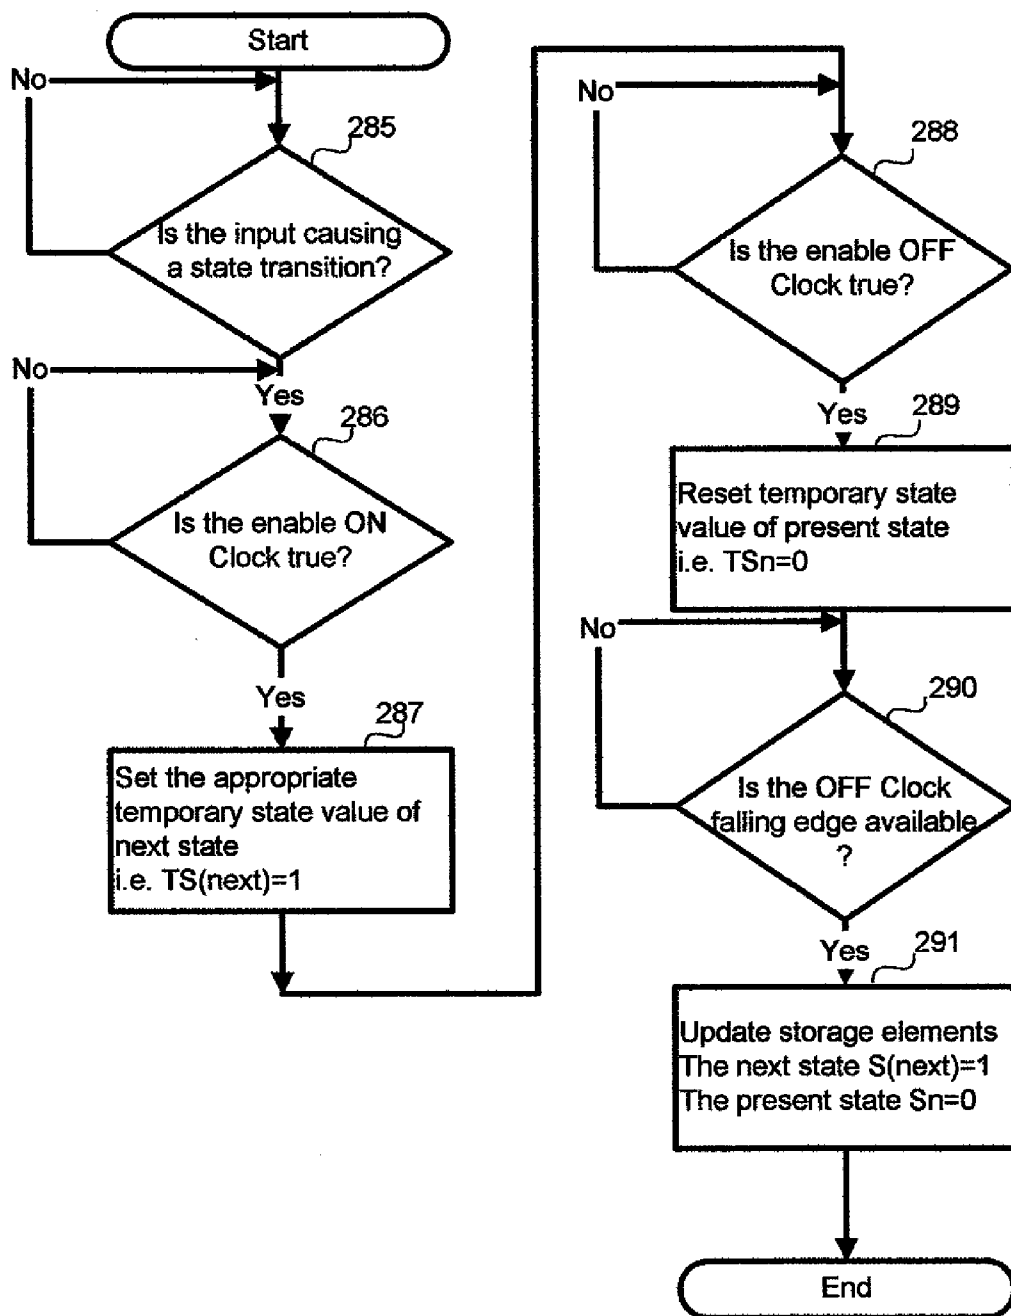 Start
No
285
Is the input causing
a state transition?
No
Yes
286
Is the enable ON
Clock true?
Yes
287
Set the appropriate
temporary state value of
next state
i.e. TS(next)=1
No
288
Is the enable OFF
Clock true?
Yes
289
Reset temporary state
value of present state
i.e. TSn=0
No
290
Is the OFF Clock
falling edge available
?
Yes
291
Update storage elements
The next state S(next)=1
The present state Sn=0
End